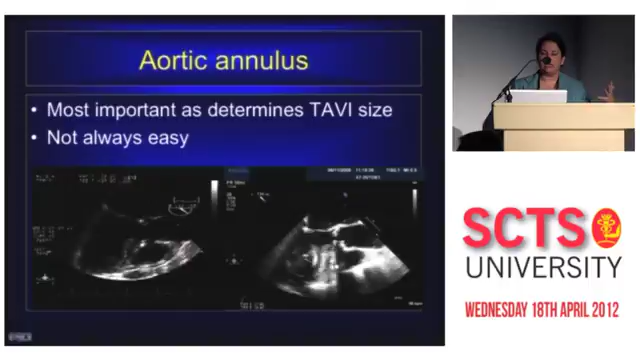 Aortic annulus
• Most important as determines TAVI size
• Not always easy
SCTS
UNIVERSITY
WEDNESDAY 18TH APRIL 2012